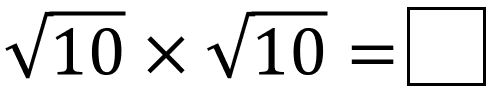 √10 × √10 = □